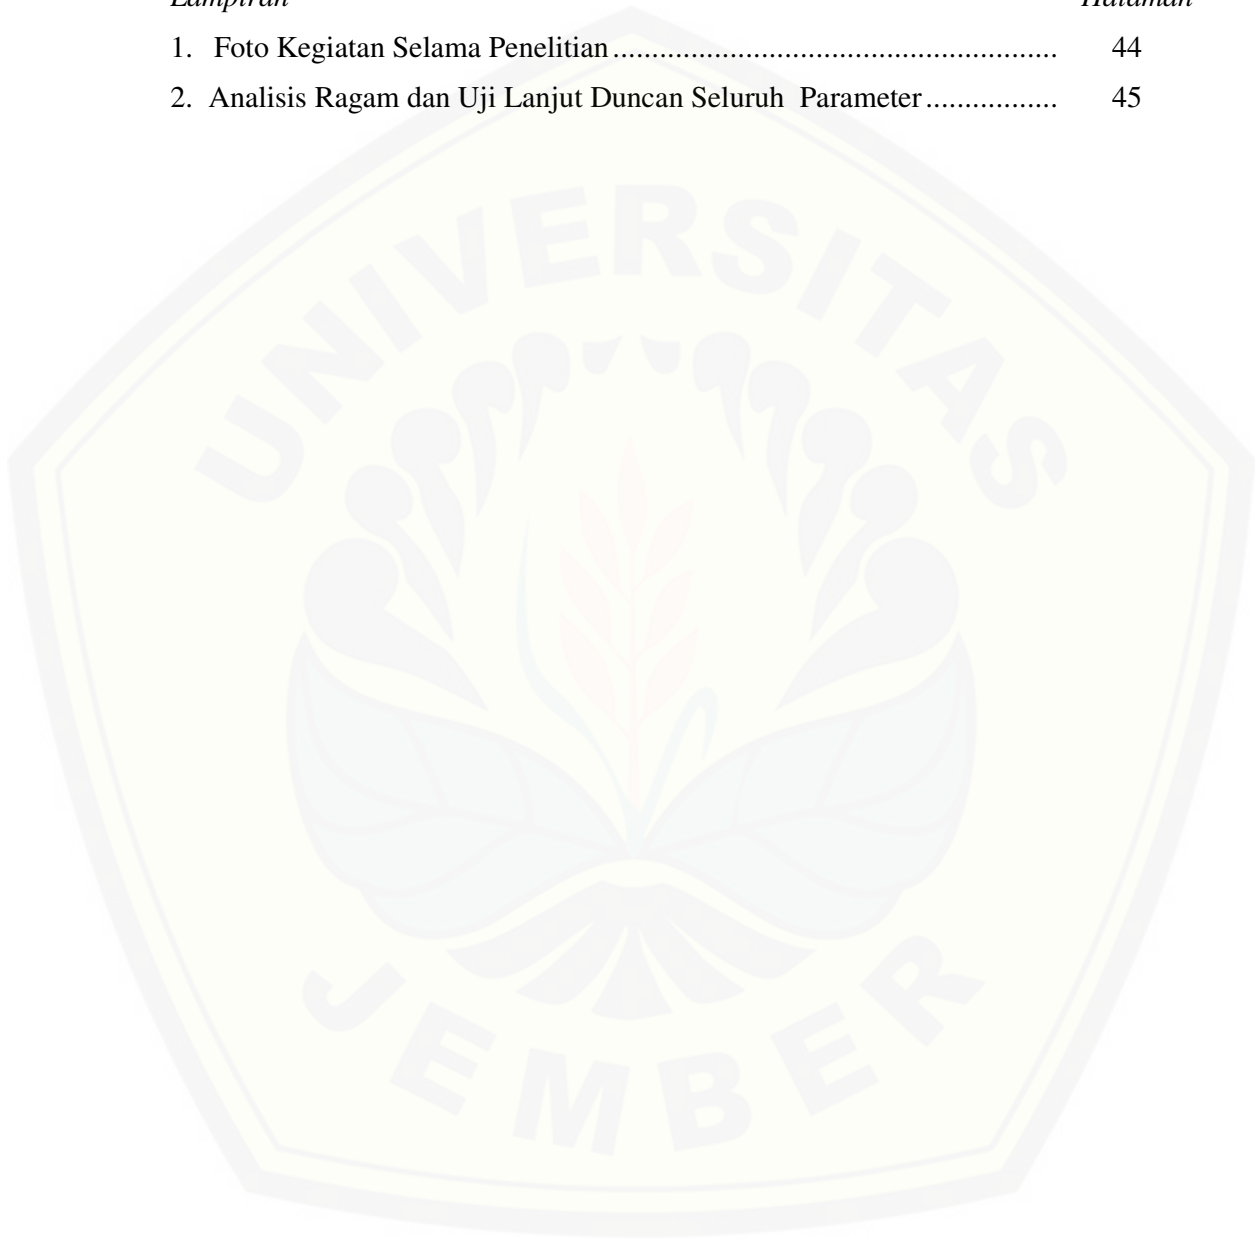 Lampiran Halaman
1. Foto Kegiatan Selama Penelitian ........................................................... 44
2. Analisis Ragam dan Uji Lanjut Duncan Seluruh Parameter ................. 45
UNIVERSITAS
JEMBER